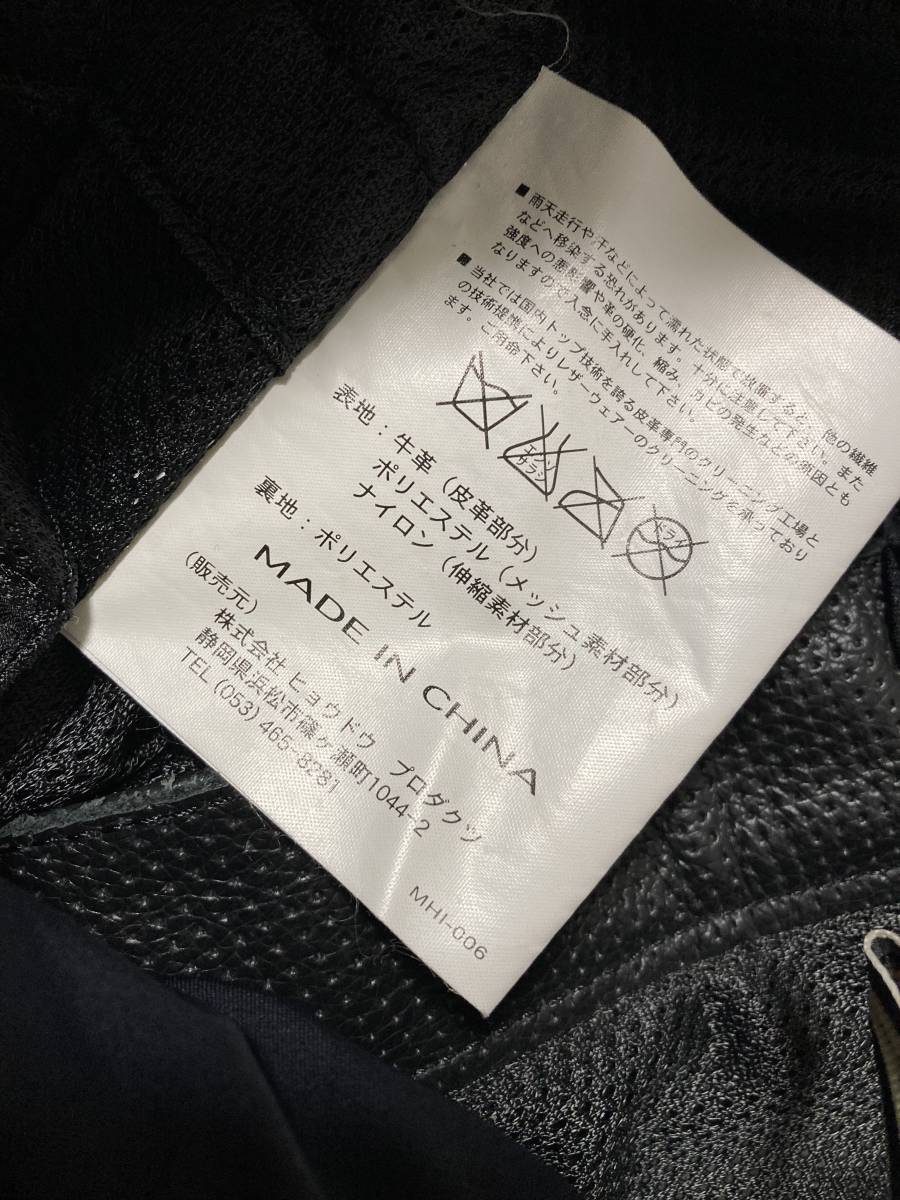 ■ 雨天走行や汗などによって濡れた状態で放置すると、他の繊維
などへ移染する恐れがあります。十分に注意して下さい。また
強度への悪影響や革の硬化、縮み、カビの発生などの原因とも
なりますので入念に手入れして下さい。
■ 当社では国内トップ技術を誇る皮革専門のクリーニング工場と
の技術提携によりレザーウェアーのクリーニングを承っており
ます。ご用命下さい。
エンソ
サラシ
ドライ
表地：牛革（皮革部分）
ポリエステル（メッシュ素材部分）
ナイロン（伸縮素材部分）
裏地：ポリエステル
MADE IN CHINA
(販売元)
株式会社 ヒョウドウ プロダクツ
静岡県浜松市篠ヶ瀬町1044-2
TEL (053) 465-8281
MHI-006